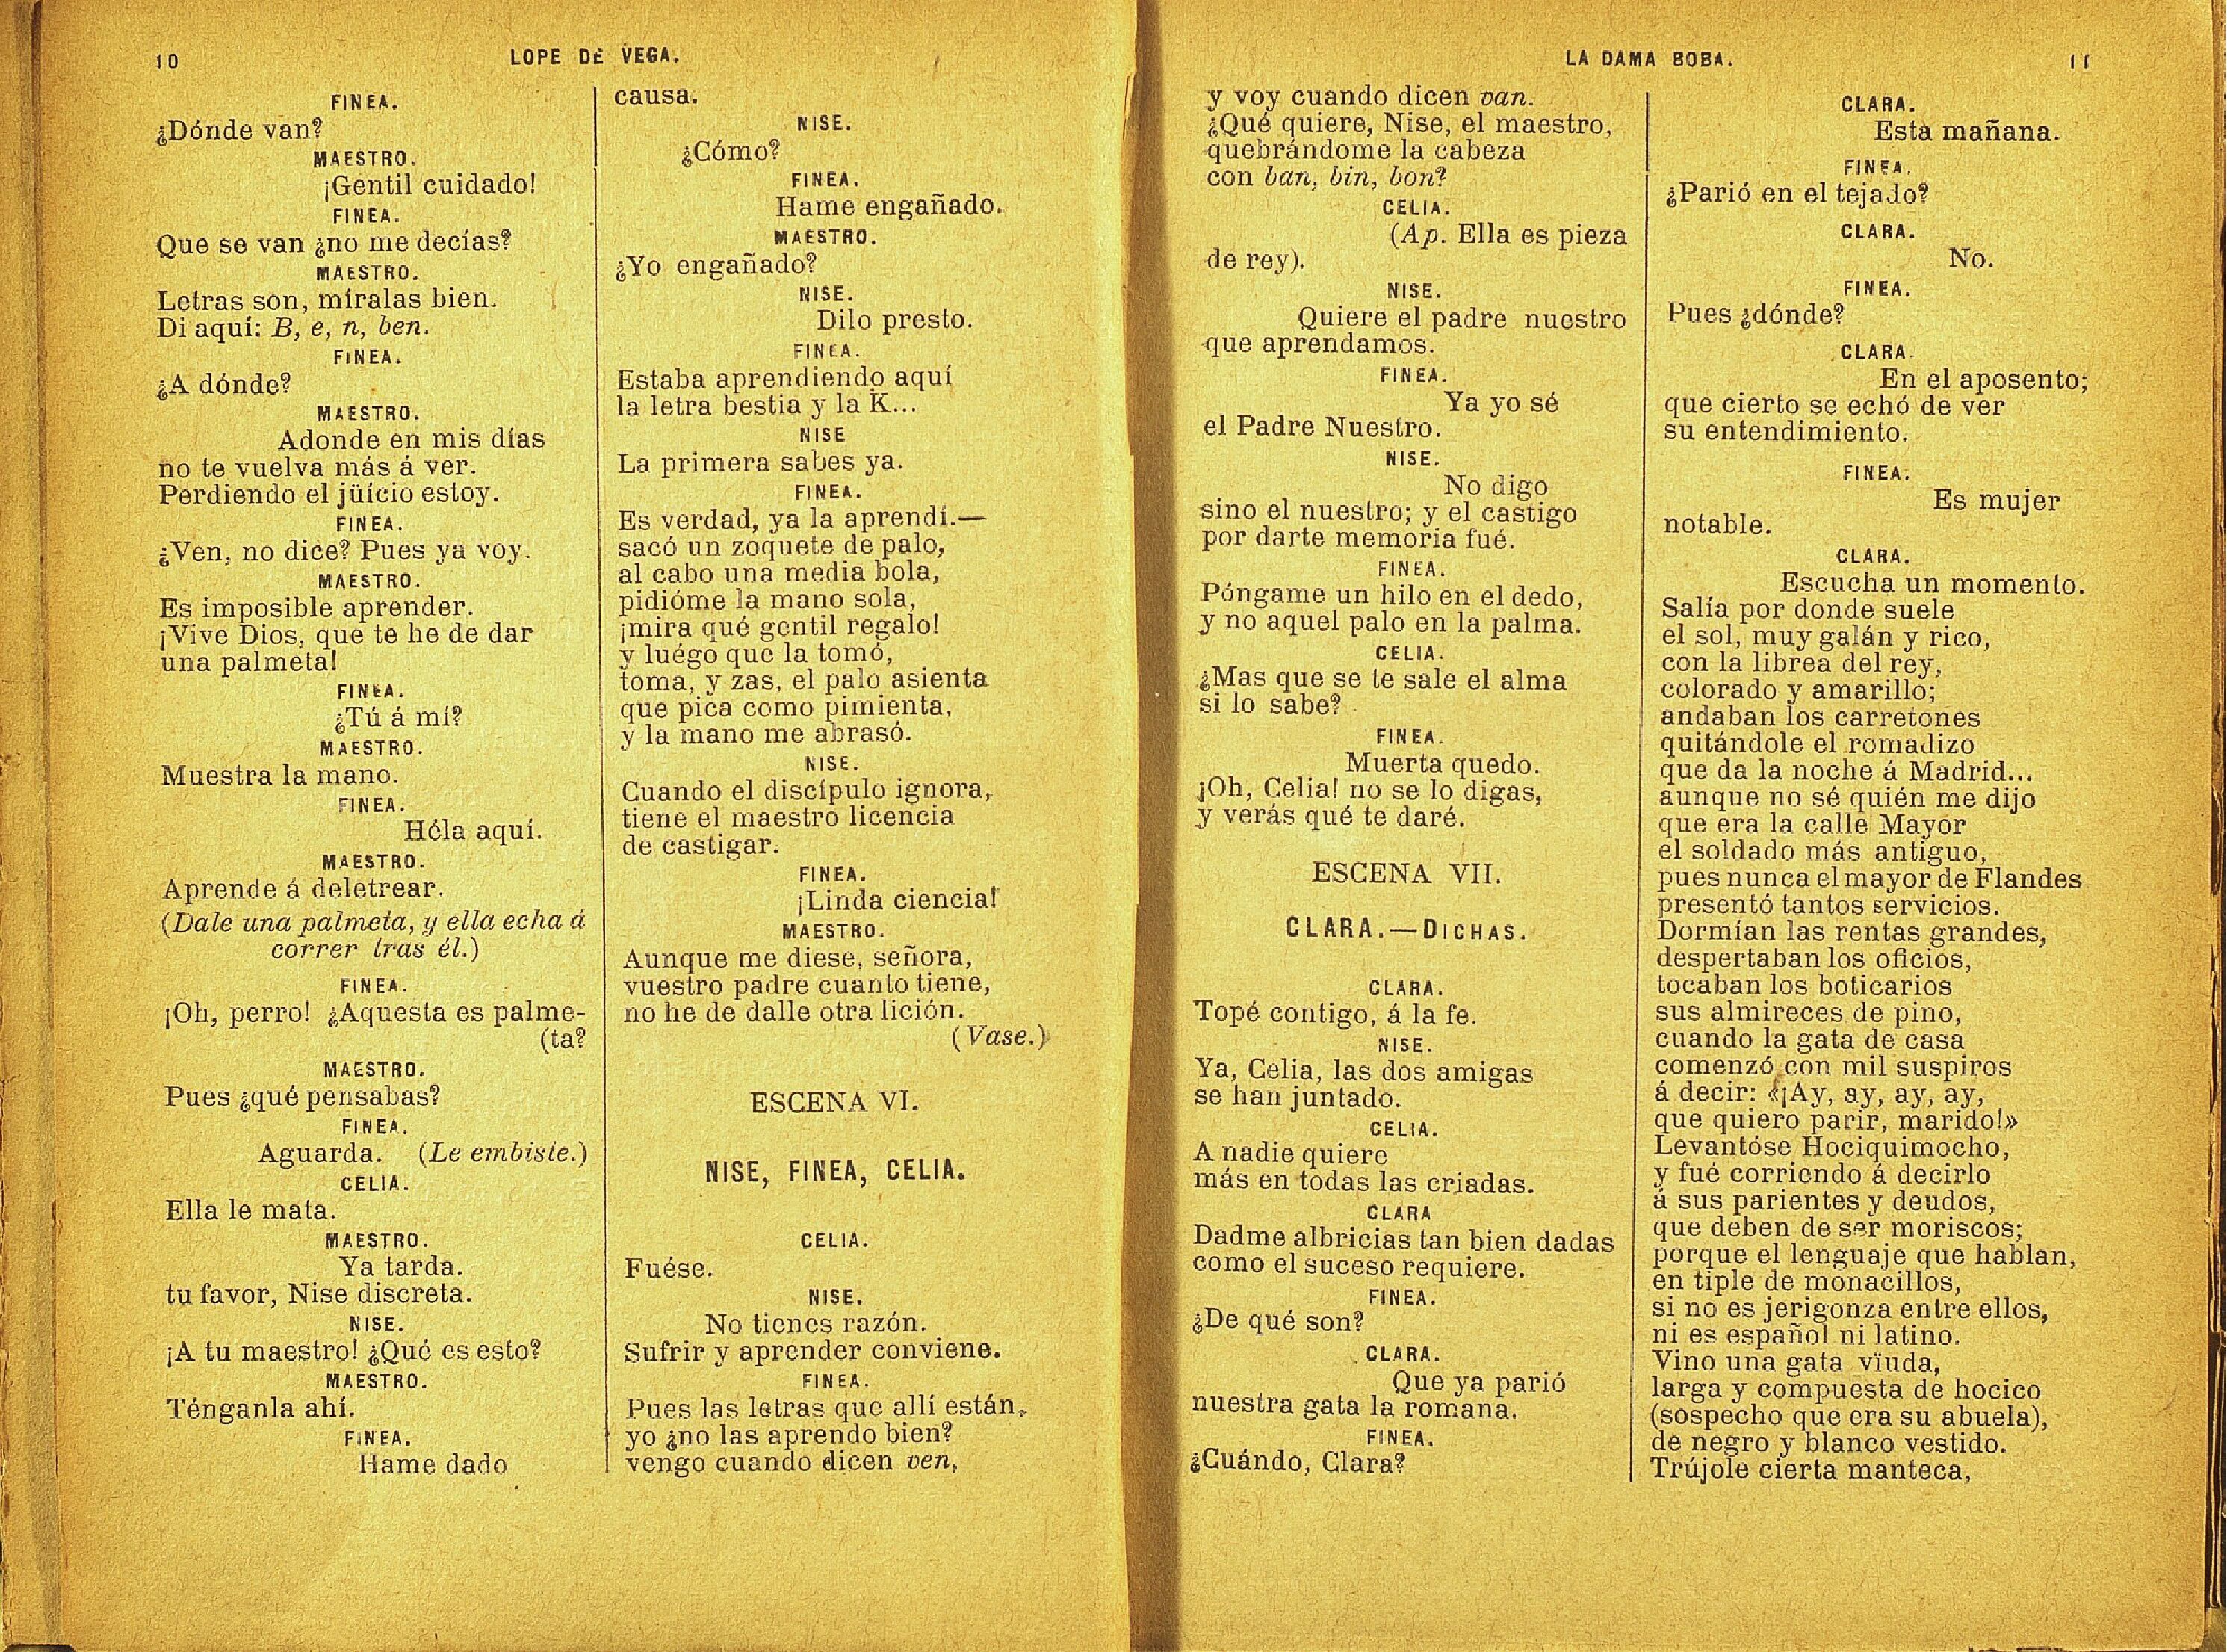 10
LOPE DE VEGA.
FINEA.
¿Dónde van?
MAESTRO.
¡Gentil cuidado!
FINEA.
Que se van ¿no me decías?
MAESTRO.
Letras son, míralas bien.
Di aquí: B, e, n, ben.
FINEA.
¿A dónde?
MAESTRO.
Adonde en mis días
no te vuelva más á ver.
Perdiendo el jüício estoy.
FINEA.
¿Ven, no dice? Pues ya voy.
MAESTRO.
Es imposible aprender.
¡Vive Dios, que te he de dar
una palmeta!
FINEA.
¿Tú á mí?
MAESTRO.
Muestra la mano.
FINEA.
Héla aquí.
MAESTRO.
Aprende á deletrear.
(Dale una palmeta, y ella echa á
correr tras él.)
FINEA.
¡Oh, perro! ¿Aquesta es palme-
(ta?
MAESTRO.
Pues ¿qué pensabas?
FINEA.
Aguarda. (Le embiste.)
CELIA.
Ella le mata.
MAESTRO.
Ya tarda.
tu favor, Nise discreta.
NISE.
¡A tu maestro! ¿Qué es esto?
MAESTRO.
Ténganla ahí.
FINEA.
Hame dado
causa.
NISE.
¿Cómo?
FINEA.
Hame engañado.
MAESTRO.
¿Yo engañado?
NISE.
Dilo presto.
FINEA.
Estaba aprendiendo aquí
la letra bestia y la K...
NISE
La primera sabes ya.
FINEA.
Es verdad, ya la aprendí.—
sacó un zoquete de palo,
al cabo una media bola,
pidióme la mano sola,
¡mira qué gentil regalo!
y luégo que la tomó,
toma, y zas, el palo asienta
que pica como pimienta,
y la mano me abrasó.
NISE.
Cuando el discípulo ignora,
tiene el maestro licencia
de castigar.
FINEA.
¡Linda ciencia!
MAESTRO.
Aunque me diese, señora,
vuestro padre cuanto tiene,
no he de dalle otra lición.
(Vase.)
ESCENA VI.
NISE, FINEA, CELIA.
CELIA.
Fuése.
NISE.
No tienes razón.
Sufrir y aprender conviene.
FINEA.
Pues las letras que allí están,
yo ¿no las aprendo bien?
vengo cuando dicen ven,
LA DAMA BOBA.
11
y voy cuando dicen van.
¿Qué quiere, Nise, el maestro,
quebrándome la cabeza
con ban, bin, bon?
CELIA.
(Ap. Ella es pieza
de rey).
NISE.
Quiere el padre nuestro
que aprendamos.
FINEA.
Ya yo sé
el Padre Nuestro.
NISE.
No digo
sino el nuestro; y el castigo
por darte memoria fué.
FINEA.
Póngame un hilo en el dedo,
y no aquel palo en la palma.
CELIA.
¿Mas que se te sale el alma
si lo sabe?
FINEA.
Muerta quedo.
¡Oh, Celia! no se lo digas,
y verás qué te daré.
ESCENA VII.
CLARA.—DICHAS.
CLARA.
Topé contigo, á la fe.
NISE.
Ya, Celia, las dos amigas
se han juntado.
CELIA.
A nadie quiere
más en todas las criadas.
CLARA
Dadme albricias tan bien dadas
como el suceso requiere.
FINEA.
¿De qué son?
CLARA.
Que ya parió
nuestra gata la romana.
FINEA.
¿Cuándo, Clara?
CLARA.
Esta mañana.
FINEA.
¿Parió en el tejado?
CLARA.
No.
FINEA.
Pues ¿dónde?
CLARA.
En el aposento;
que cierto se echó de ver
su entendimiento.
FINEA.
Es mujer
notable.
CLARA.
Escucha un momento.
Salía por donde suele
el sol, muy galán y rico,
con la librea del rey,
colorado y amarillo;
andaban los carretones
quitándole el romadizo
que da la noche á Madrid...
aunque no sé quién me dijo
que era la calle Mayor
el soldado más antiguo,
pues nunca el mayor de Flandes
presentó tantos servicios.
Dormían las rentas grandes,
despertaban los oficios,
tocaban los boticarios
sus almireces de pino,
cuando la gata de casa
comenzó con mil suspiros
á decir: «¡Ay, ay, ay, ay,
que quiero parir, marido!»
Levantóse Hociquimocho,
y fué corriendo á decirlo
á sus parientes y deudos,
que deben de ser moriscos;
porque el lenguaje que hablan,
en tiple de monacillos,
si no es jerigonza entre ellos,
ni es español ni latino.
Vino una gata vïuda,
larga y compuesta de hocico
(sospecho que era su abuela),
de negro y blanco vestido.
Trújole cierta manteca,